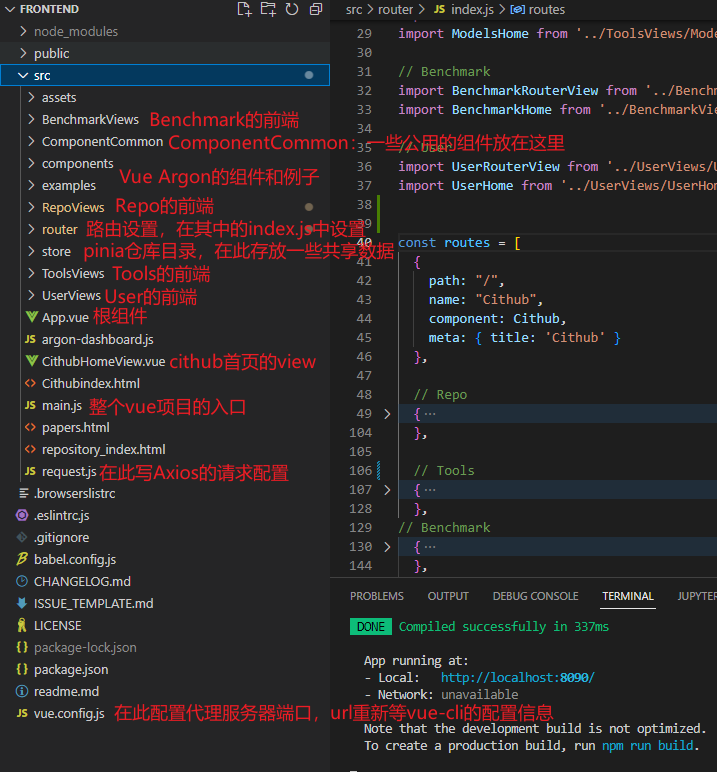 FRONTEND
node_modules
public
src
assets
BenchmarkViews Benchmark的前端
ComponentCommon ComponentCommon：一些公用的组件放在这里
components
examples Vue Argon的组件和例子
RepoViews Repo的前端
router 路由设置，在其中的index.js中设置
store pinia仓库目录，在此存放一些共享数据
ToolsViews Tools的前端
UserViews User的前端
App.vue 根组件
argon-dashboard.js
CithubHomeView.vue cithub首页的view
Cithubindex.html
main.js 整个vue项目的入口
papers.html
repository_index.html
request.js 在此写Axios的请求配置
.browserslistrc
.eslintrc.js
.gitignore
babel.config.js
CHANGELOG.md
ISSUE_TEMPLATE.md
LICENSE
package-lock.json
package.json
readme.md
vue.config.js 在此配置代理服务器端口，url重新等vue-cli的配置信息
src > router > JS index.js > routes
29 import ModelsHome from '../ToolsViews/Mode
30
31 // Benchmark
32 import BenchmarkRouterView from '../Bench
33 import BenchmarkHome from '../BenchmarkVie
34
35 // User
36 import UserRouterView from '../UserViews/U
37 import UserHome from '../UserViews/UserHom
38
39
40 const routes = [
41 {
42 path: "/",
43 name: "Cithub",
44 component: Cithub,
45 meta: { title: 'Cithub' }
46 },
47
48 // Repo
49 { ⋯
104 },
105
106 // Tools
107 { ⋯
128 },
129 // Benchmark
130 { ⋯
144 },
PROBLEMS OUTPUT DEBUG CONSOLE TERMINAL JUPYTER
DONE Compiled successfully in 337ms
App running at:
- Local: http://localhost:8090/
- Network: unavailable
Note that the development build is not optimized.
To create a production build, run npm run build.